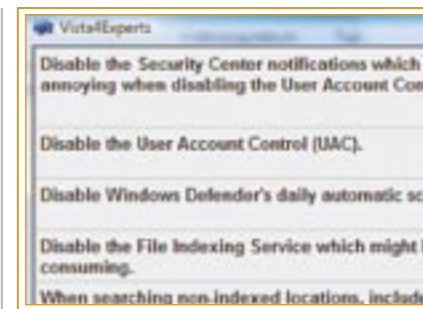 Vista4Experts
Disable the Security Center notifications which
annoying when disabling the User Account
Disable the User Account Control (UAC).
Disable Windows Defender's daily automatic
Disable the File Indexing Service which might
consuming.
When searching non-indexed locations, include